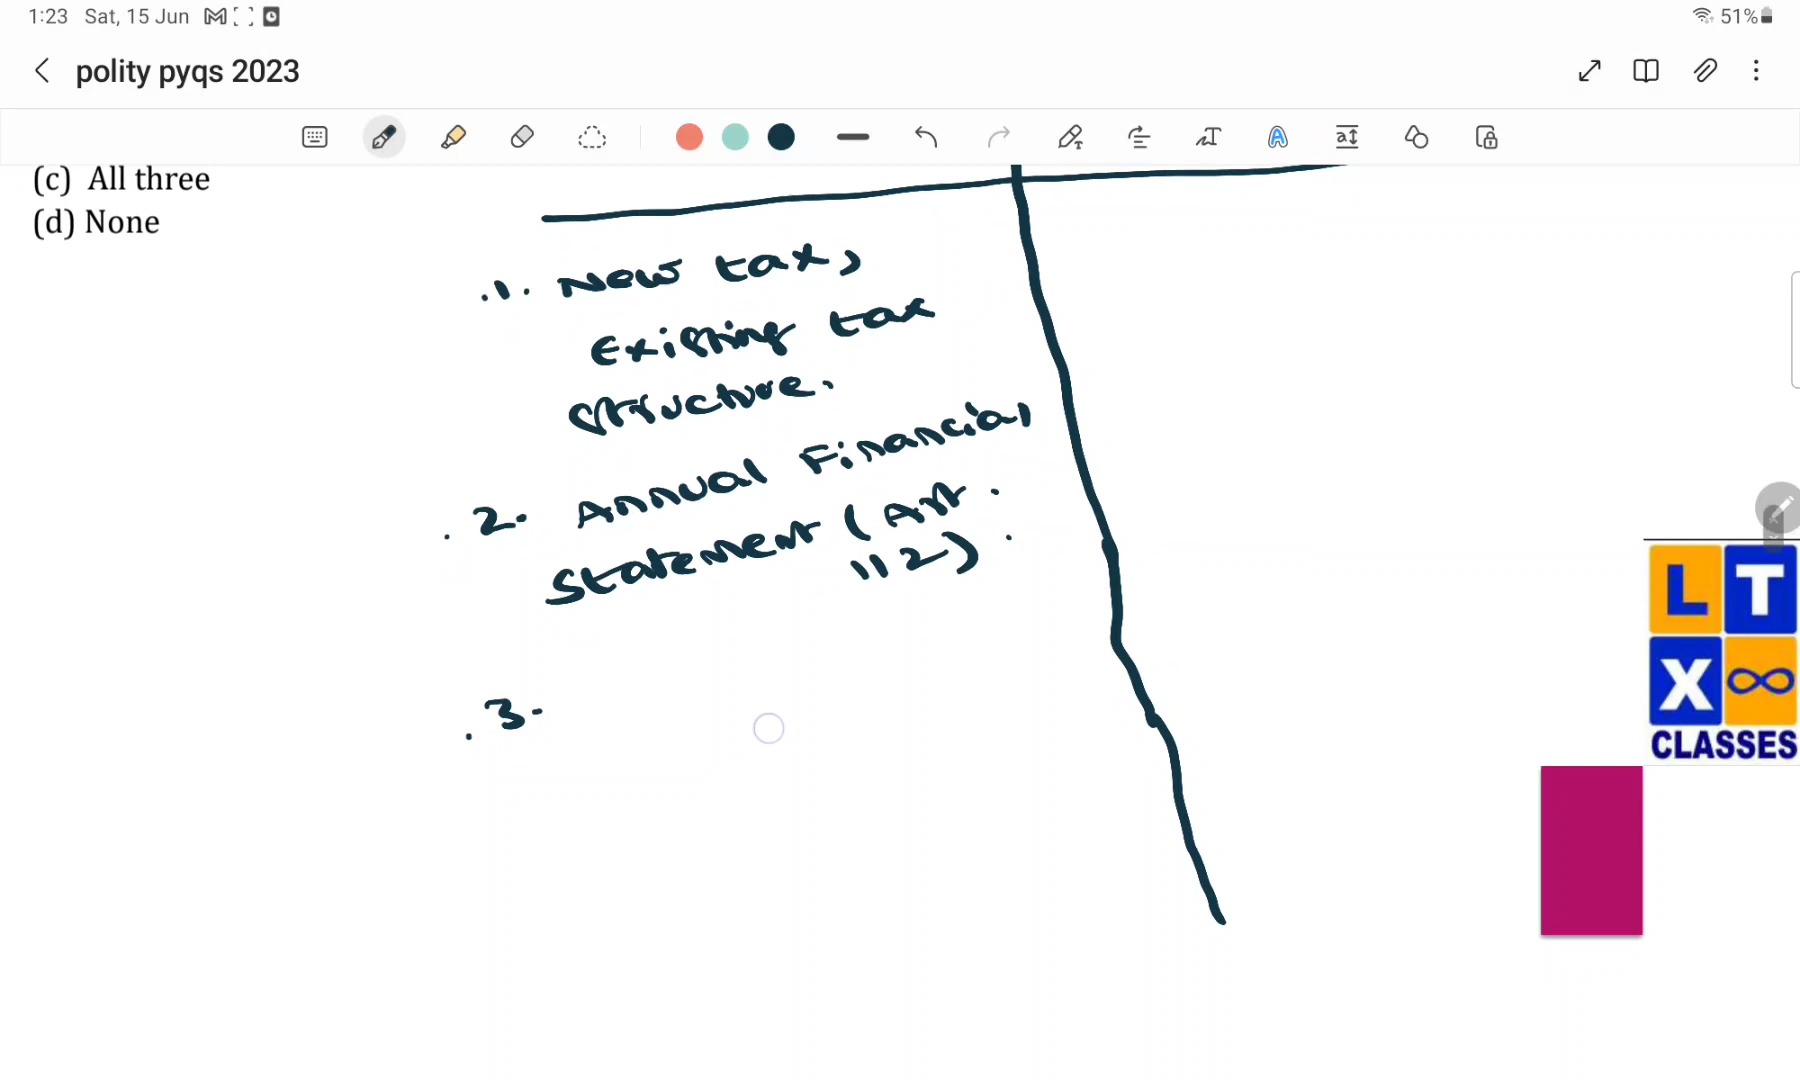 1:23 Sat, 15 Jun
51%
polity pyqs 2023
(c) All three
(d) None
.1. New tax,
Existing tax
structure.
.2. Annual Financial
Statement (Art.
112).
.3.
L T
X ∞
CLASSES